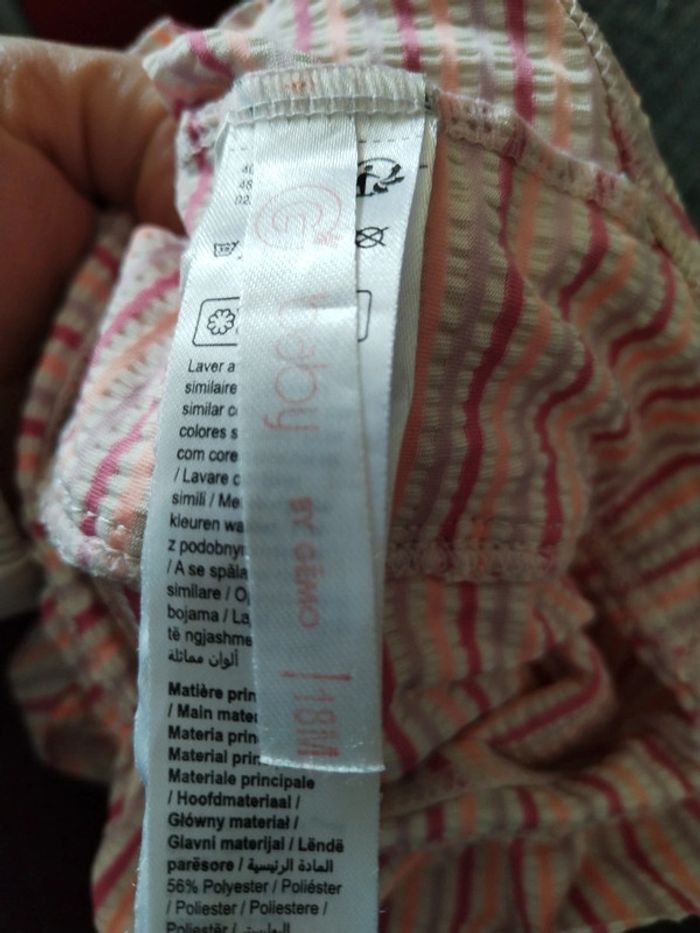 G
baby
BY GÉMO
18M
Laver a
similaire
similar
colores
com core
/ Lavare
simili / Me
kleuren wa
z podobny
/ A se spăla
similare /
bojama / La
të ngjashme
ألوان مماثلة
Matière prin
/ Main mate
Materia prin
Material prin
Materiale principale
/ Hoofdmateriaal /
Główny materiał /
Glavni materijal / Lëndë
parësore / المادة الرئيسية
56% Polyester / Poliéster
/ Poliester / Poliestere /